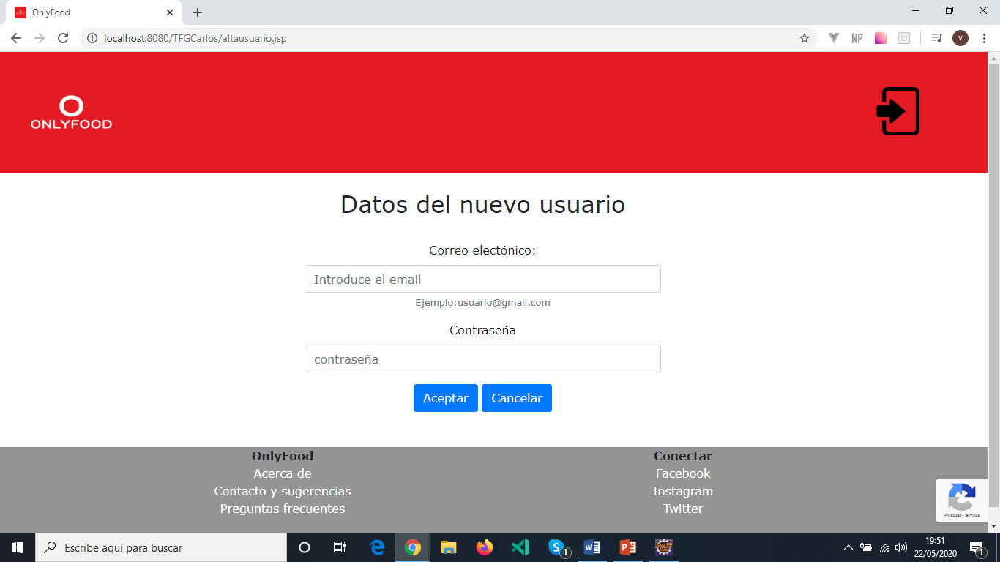 OnlyFood
localhost:8080/TFGCarlos/altausuario.jsp
NP
V
ONLYFOOD
Datos del nuevo usuario
Correo electónico:
Introduce el email
Ejemplo:usuario@gmail.com
Contraseña
contraseña
Aceptar Cancelar
OnlyFood
Acerca de
Contacto y sugerencias
Preguntas frecuentes
Conectar
Facebook
Instagram
Twitter
Privacidad - Términos
Escribe aquí para buscar
1
19:51
22/05/2020
1